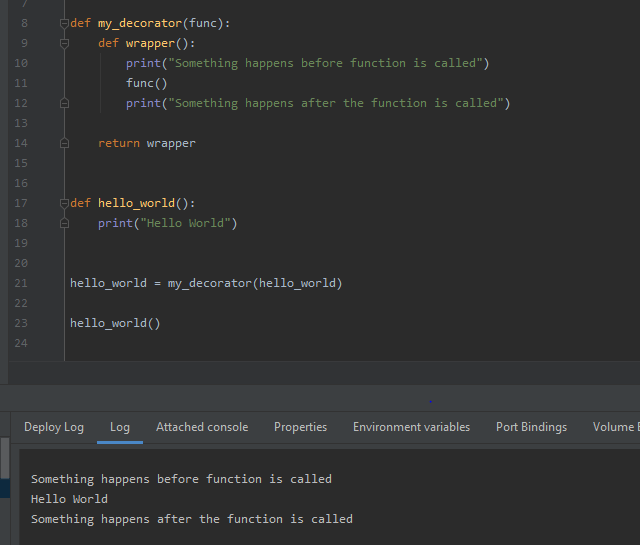 7
8 def my_decorator(func):
9 def wrapper():
10 print("Something happens before function is called")
11 func()
12 print("Something happens after the function is called")
13
14 return wrapper
15
16
17 def hello_world():
18 print("Hello World")
19
20
21 hello_world = my_decorator(hello_world)
22
23 hello_world()
24
Deploy Log Log Attached console Properties Environment variables Port Bindings Volume
Something happens before function is called
Hello World
Something happens after the function is called